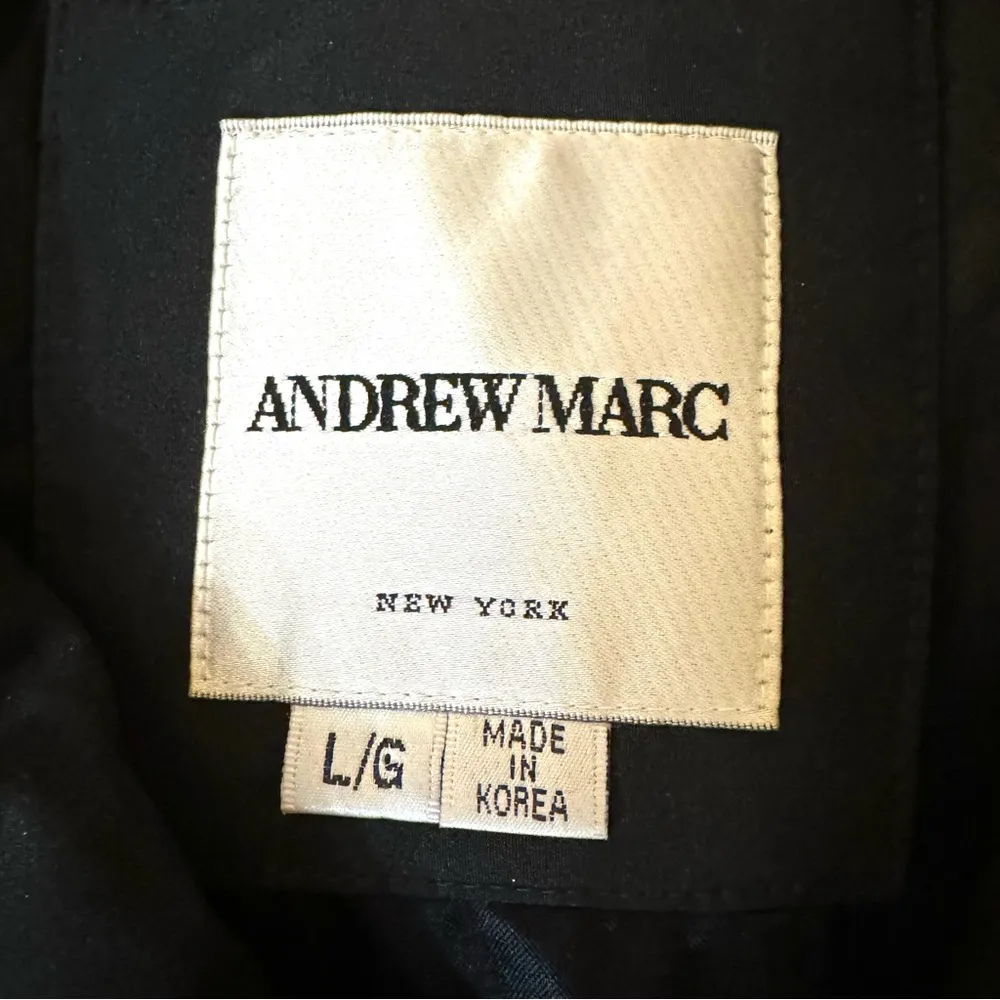 ANDREW MARC
NEW YORK
L/G
MADE
IN
KOREA